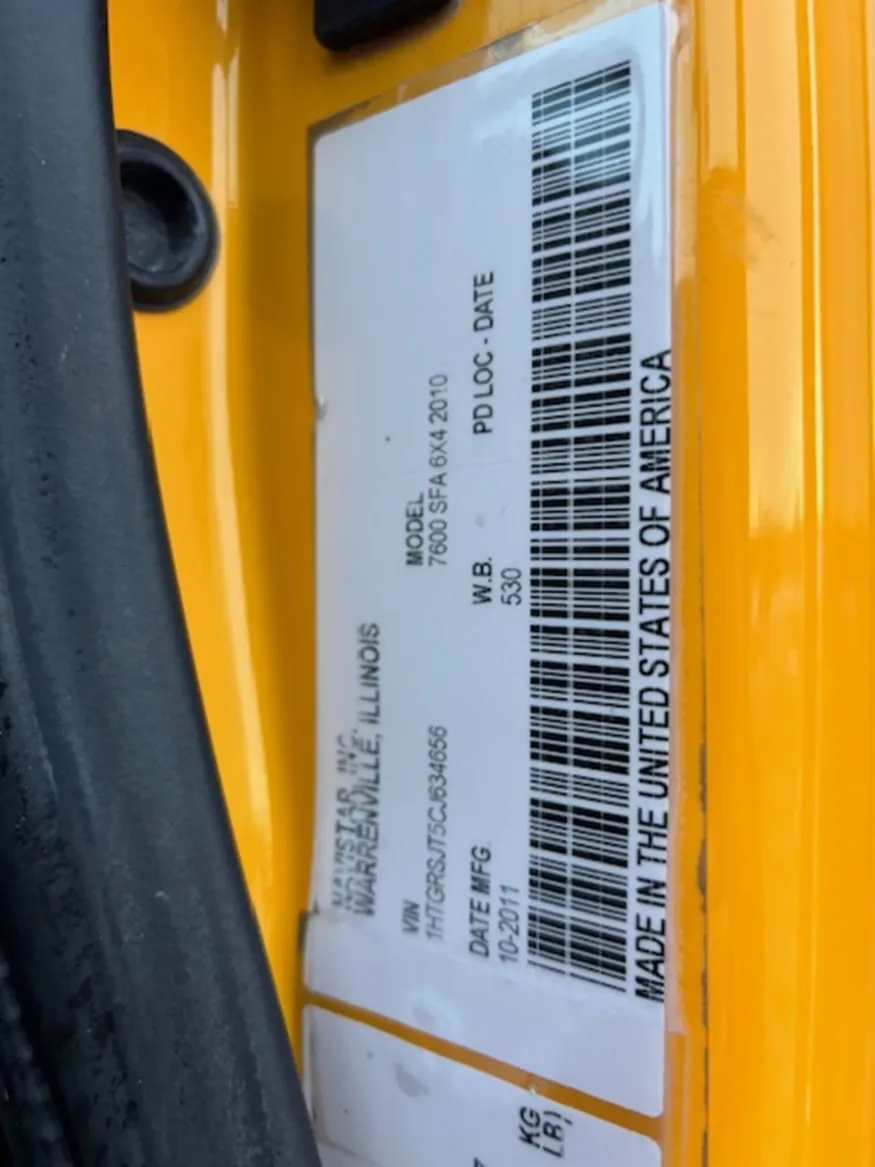 NAVISTAR, INC.
WARRENVILLE, ILLINOIS
VIN MODEL
1HTGRSJT5CJ634656 7600 SFA 6X4 2010
DATE MFG. W.B. PD LOC - DATE
10-2011 530
MADE IN THE UNITED STATES OF AMERICA
KG
LB)